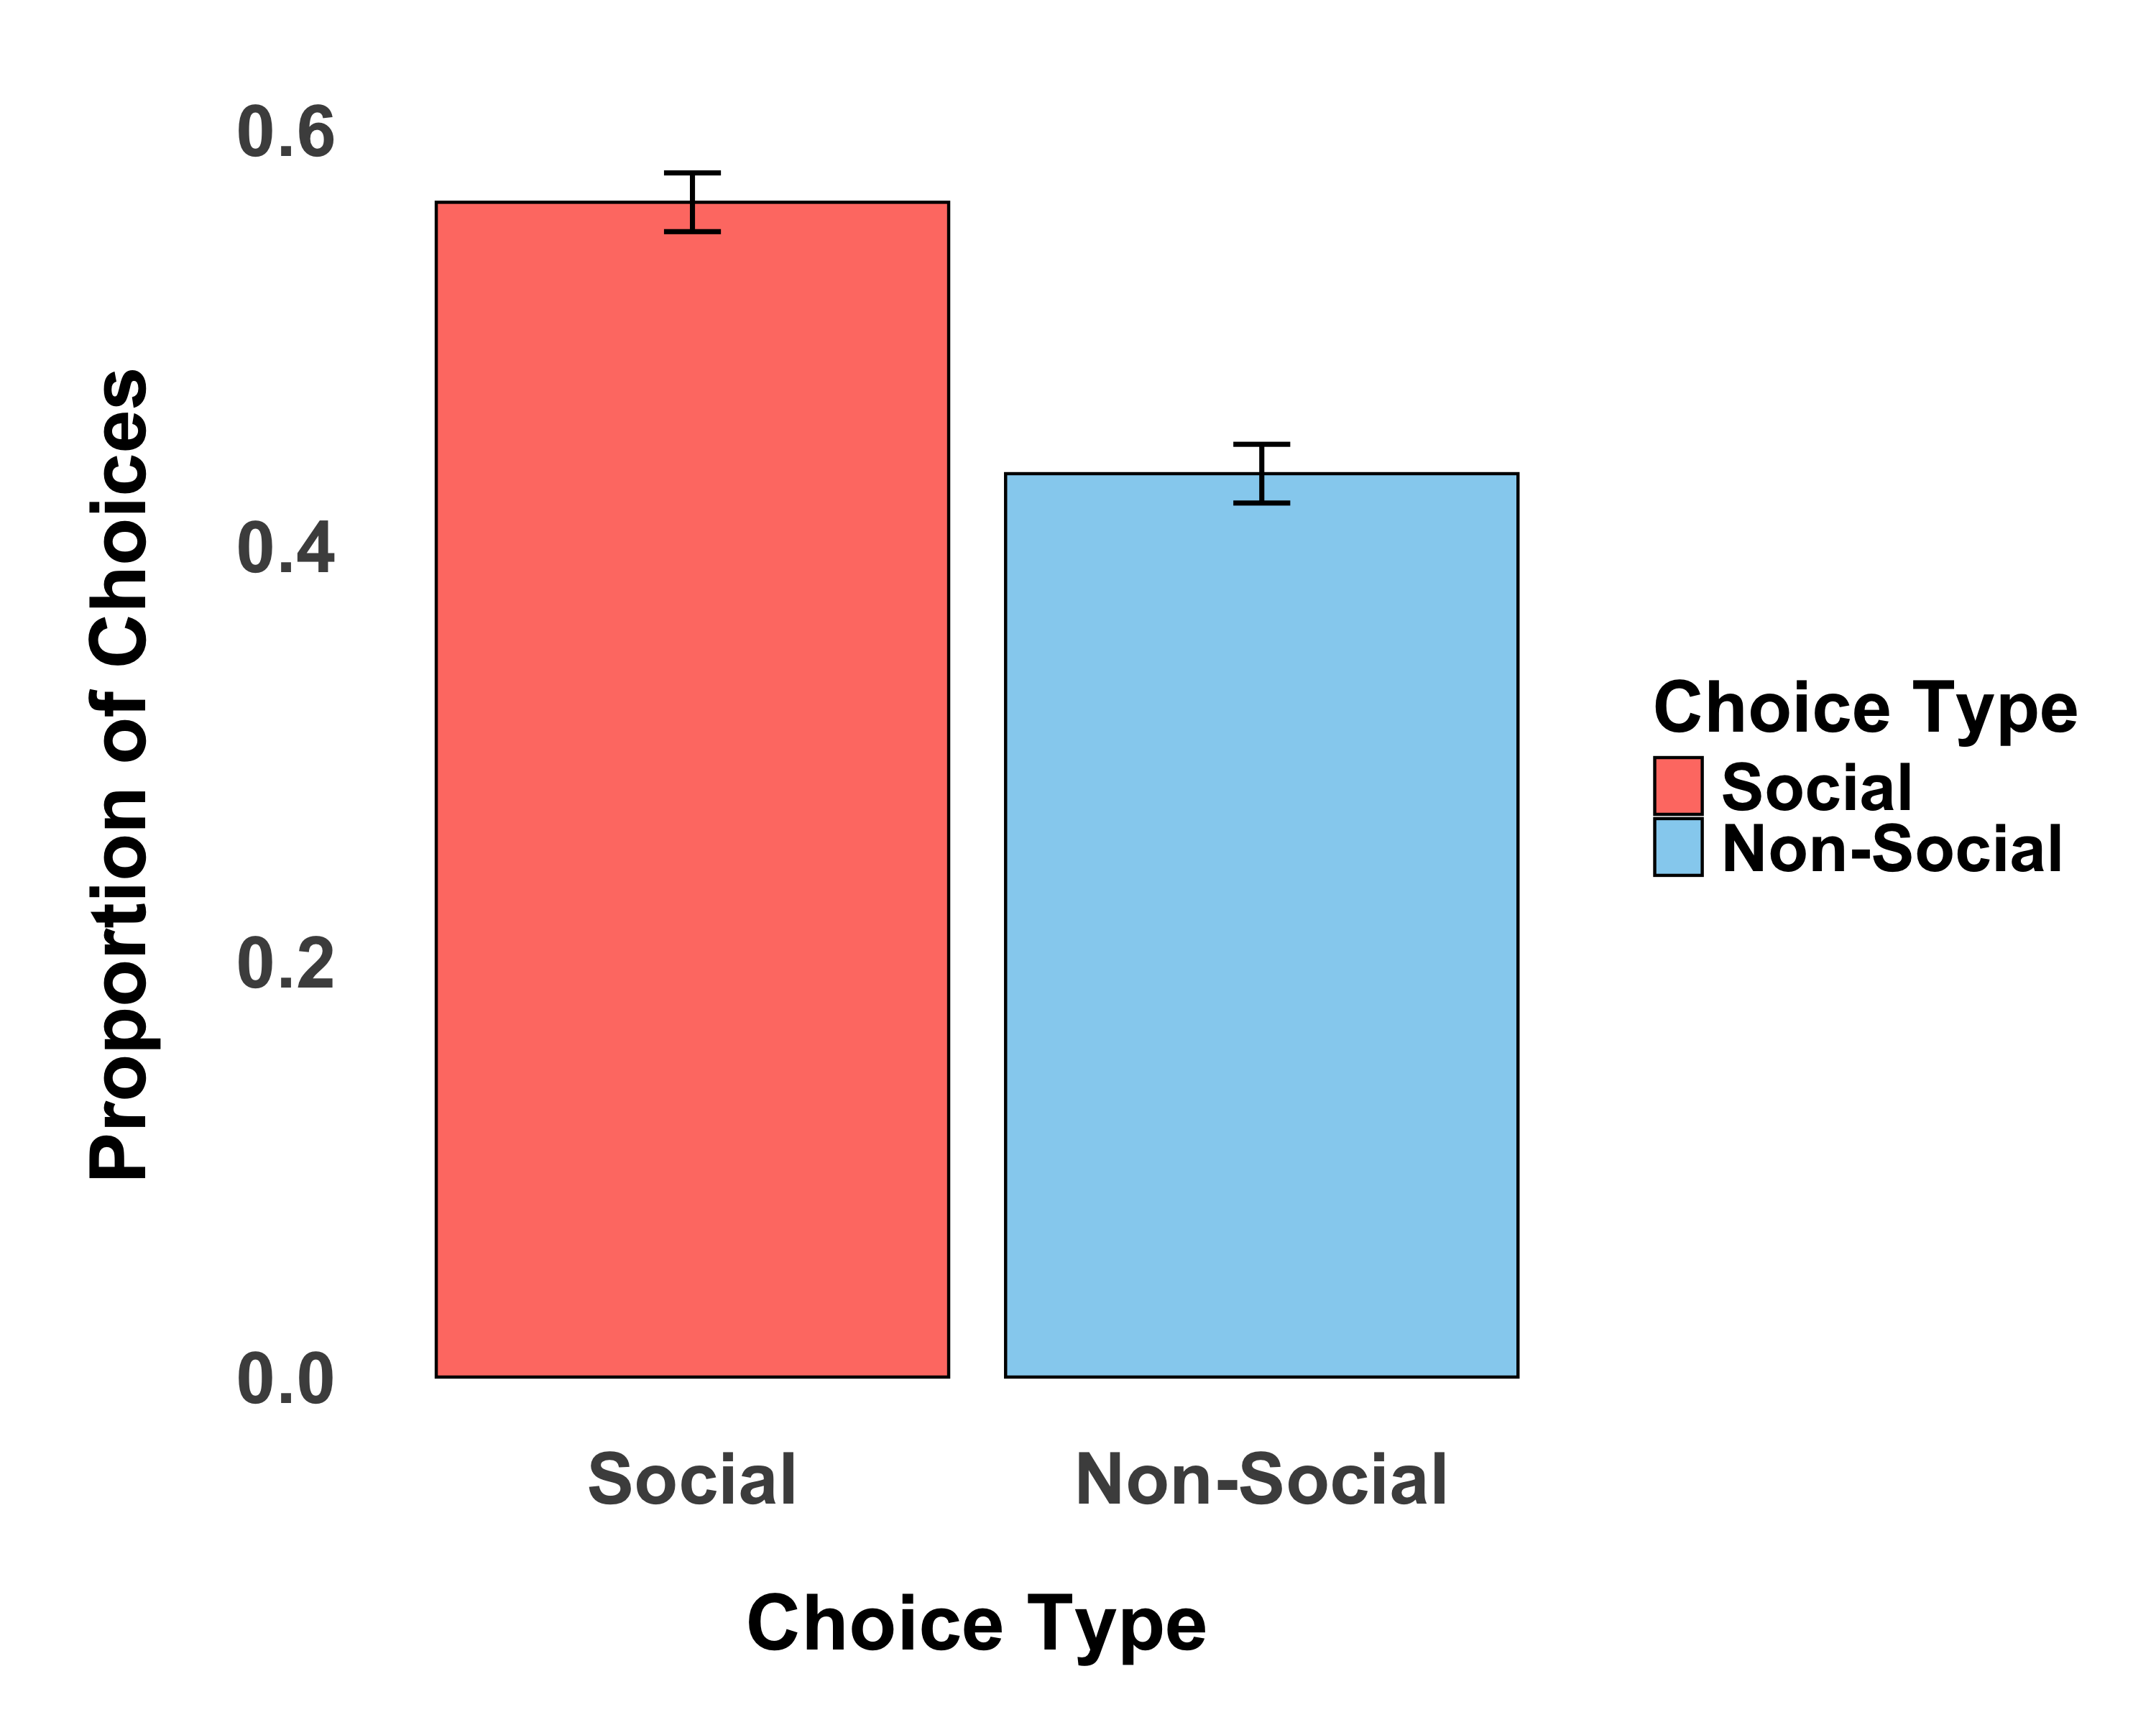 Proportion of Choices
0.6
0.4
0.2
0.0
Social
Non-Social
Choice Type
Choice Type
Social
Non-Social